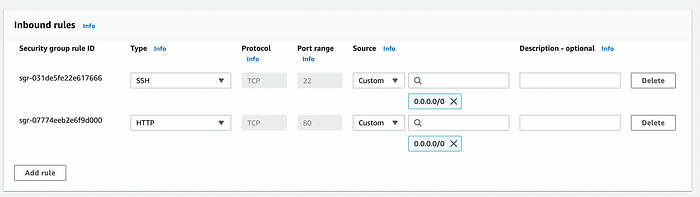 Inbound rules Info
Security group rule ID Type Info Protocol Info Port range Info Source Info Description - optional Info
sgr-031de5fe22e617666 SSH TCP 22 Custom Delete
0.0.0.0/0
sgr-07774eeb2e6f9d000 HTTP TCP 80 Custom Delete
0.0.0.0/0
Add rule